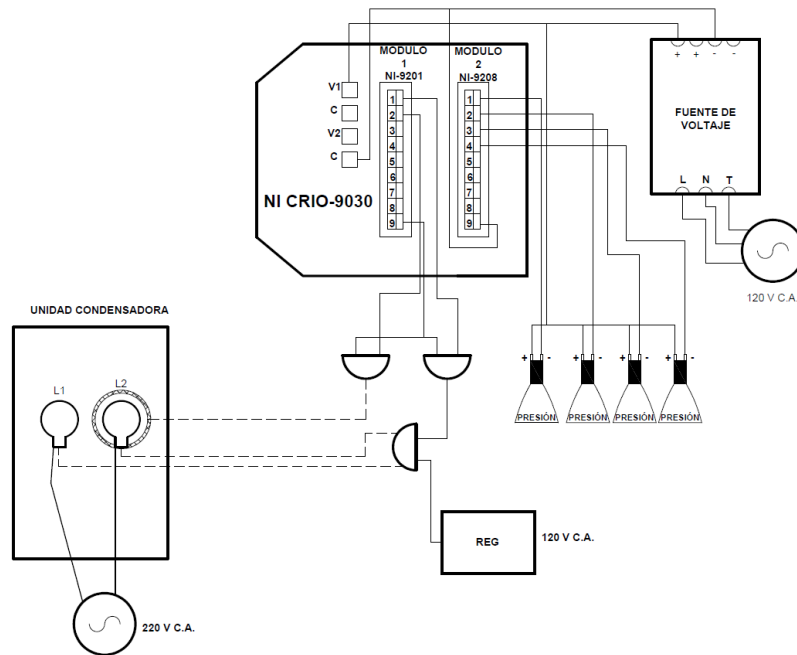 MODULO
1
NI-9201
MODULO
2
NI-9208
V1
C
V2
C
1
2
3
4
5
6
7
8
9
1
2
3
4
5
6
7
8
9
NI CRIO-9030
+ + - -
FUENTE DE
VOLTAJE
L N T
120 V C.A.
UNIDAD CONDENSADORA
L1
L2
+ -
+ -
+ -
+ -
PRESIÓN
PRESIÓN
PRESIÓN
PRESIÓN
REG
120 V C.A.
220 V C.A.